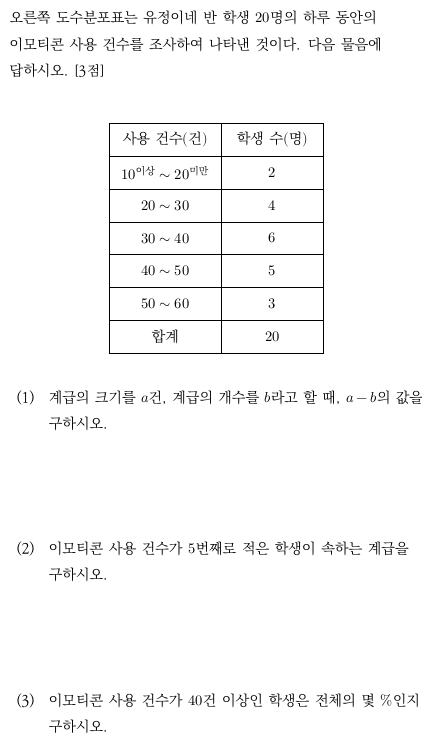 오른쪽 도수분포표는 유정이네 반 학생 20명의 하루 동안의
이모티콘 사용 건수를 조사하여 나타낸 것이다. 다음 물음에
답하시오. [3점]
사용 건수(건) 학생 수(명)
10이상 ~ 20미만 2
20 ~ 30 4
30 ~ 40 6
40 ~ 50 5
50 ~ 60 3
합계 20
(1) 계급의 크기를 a건, 계급의 개수를 b라고 할 때, a − b의 값을
구하시오.
(2) 이모티콘 사용 건수가 5번째로 적은 학생이 속하는 계급을
구하시오.
(3) 이모티콘 사용 건수가 40건 이상인 학생은 전체의 몇 %인지
구하시오.